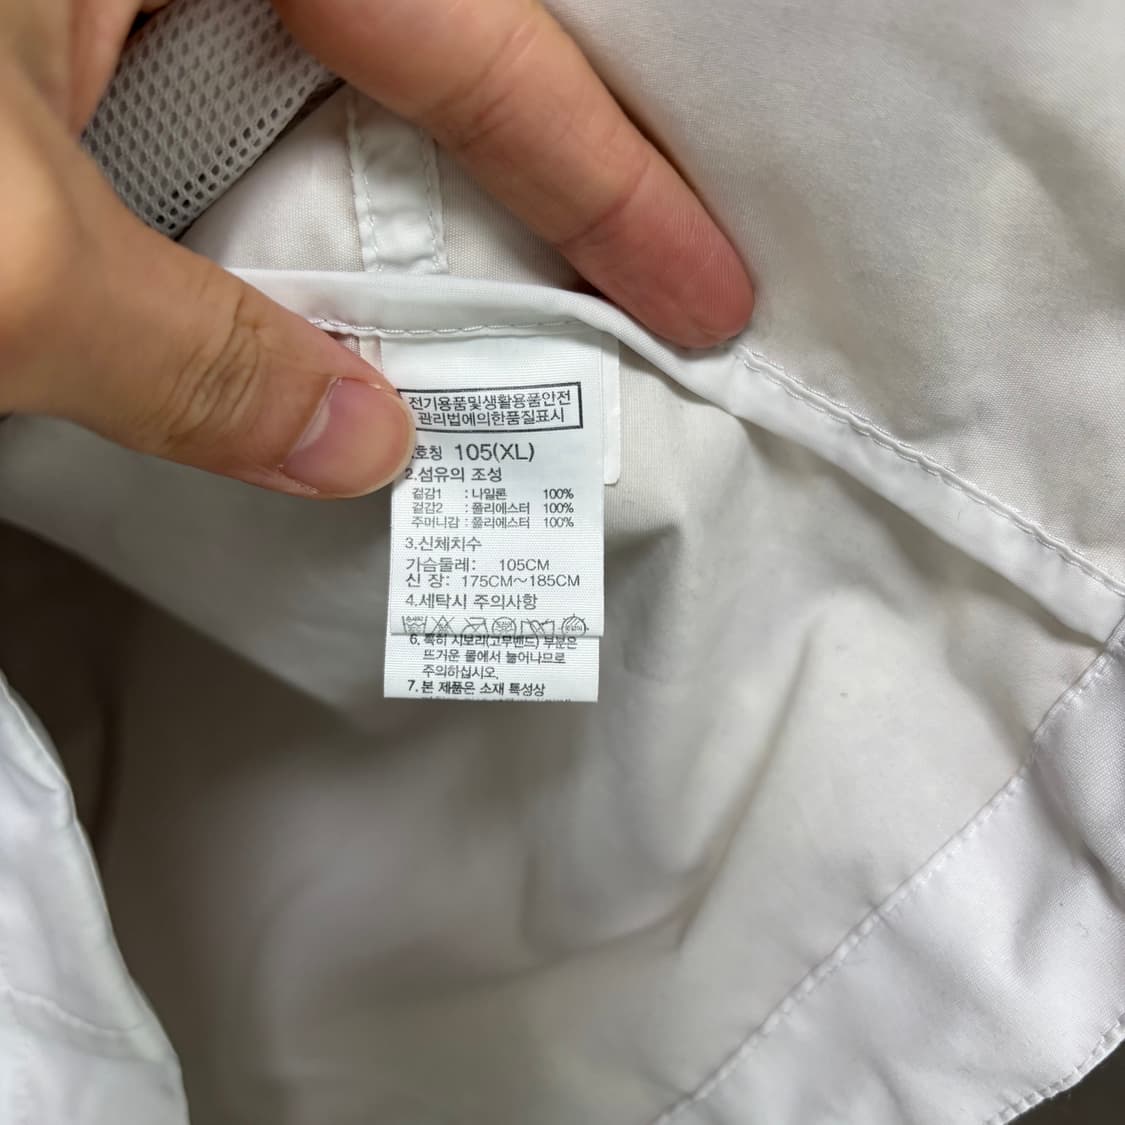 전기용품및생활용품안전
관리법에의한품질표시
호칭 105(XL)
2.섬유의 조성
겉감1 : 나일론 100%
겉감2 : 폴리에스터 100%
주머니감 : 폴리에스터 100%
3.신체치수
가슴둘레: 105CM
신 장: 175CM~185CM
4.세탁시 주의사항
6. 특히 시보리(고무밴드) 부분은
뜨거운 물에서 늘어나므로
주의하십시오.
7. 본 제품은 소재 특성상